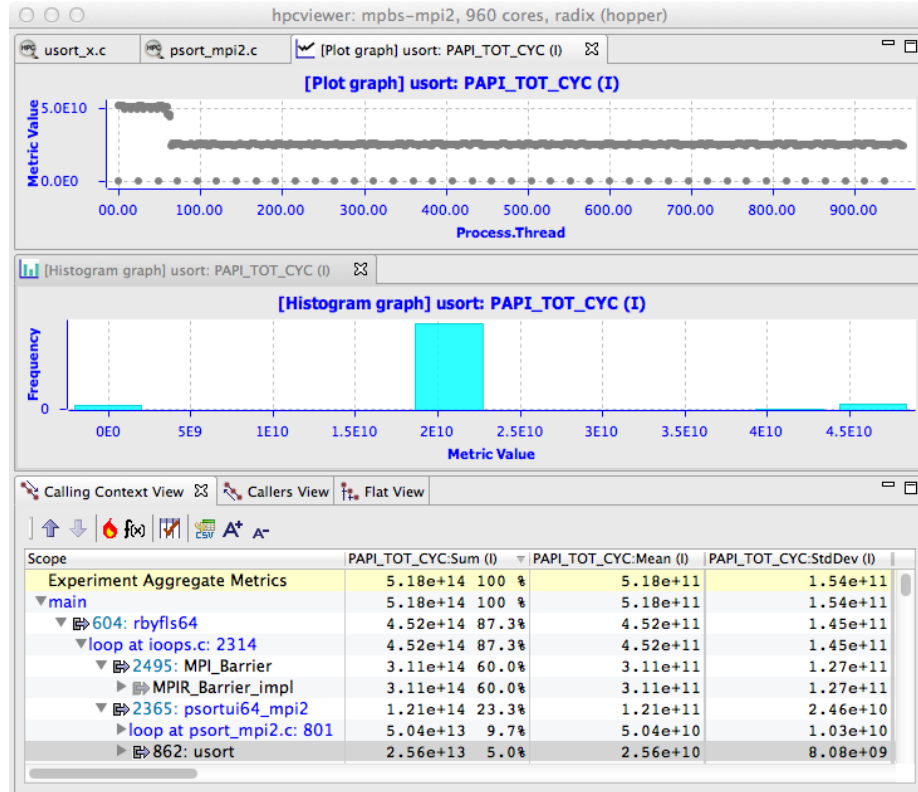 hpcviewer: mpbs-mpi2, 960 cores, radix (hopper)
usort_x.c psort_mpi2.c [Plot graph] usort: PAPI_TOT_CYC (I)
[Plot graph] usort: PAPI_TOT_CYC (I)
Metric Value
5.0E10
0.0E0
00.00 100.00 200.00 300.00 400.00 500.00 600.00 700.00 800.00 900.00
Process.Thread
[Histogram graph] usort: PAPI_TOT_CYC (I)
[Histogram graph] usort: PAPI_TOT_CYC (I)
Frequency
0
0E0 5E9 1E10 1.5E10 2E10 2.5E10 3E10 3.5E10 4E10 4.5E10
Metric Value
Calling Context View Callers View Flat View
f(x) CSV A+ A-
Scope PAPI_TOT_CYC:Sum (I) PAPI_TOT_CYC:Mean (I) PAPI_TOT_CYC:StdDev (I)
Experiment Aggregate Metrics 5.18e+14 100 % 5.18e+11 1.54e+11
main 5.18e+14 100 % 5.18e+11 1.54e+11
604: rbyfls64 4.52e+14 87.3% 4.52e+11 1.45e+11
loop at ioops.c: 2314 4.52e+14 87.3% 4.52e+11 1.45e+11
2495: MPI_Barrier 3.11e+14 60.0% 3.11e+11 1.27e+11
MPIR_Barrier_impl 3.11e+14 60.0% 3.11e+11 1.27e+11
2365: psortui64_mpi2 1.21e+14 23.3% 1.21e+11 2.46e+10
loop at psort_mpi2.c: 801 5.04e+13 9.7% 5.04e+10 1.03e+10
862: usort 2.56e+13 5.0% 2.56e+10 8.08e+09